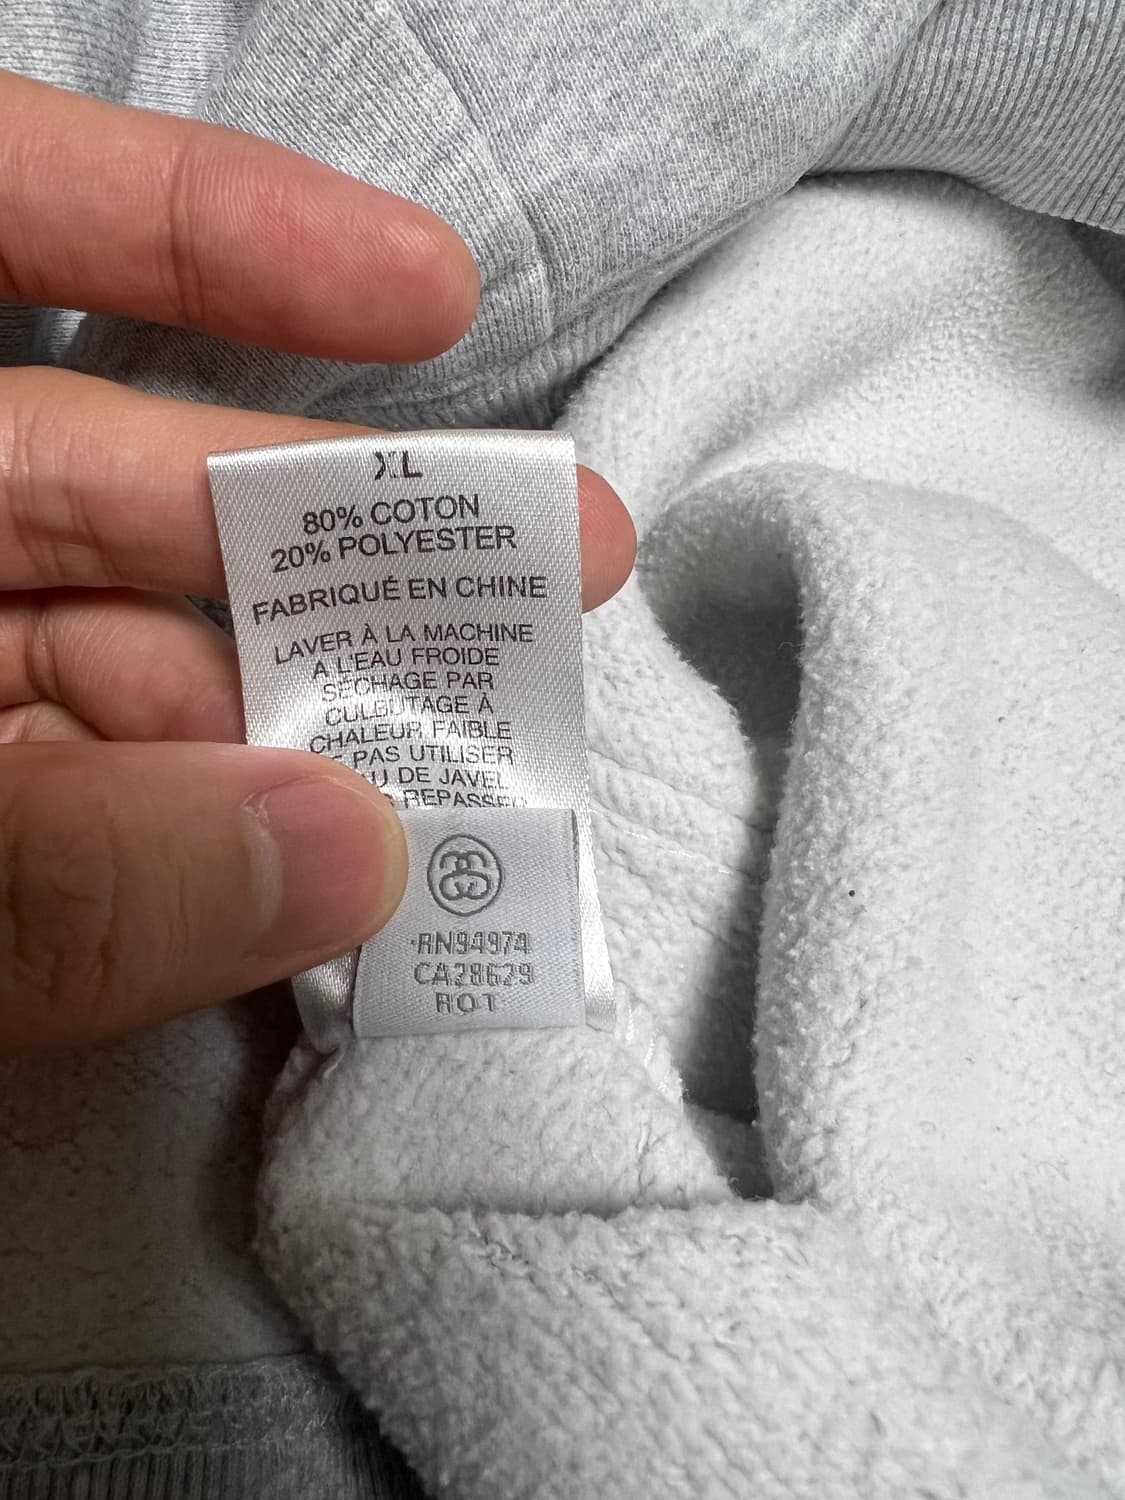 XL
80% COTON
20% POLYESTER
FABRIQUÉ EN CHINE
LAVER À LA MACHINE
A L'EAU FROIDE
SÉCHAGE PAR
CULBUTAGE À
CHALEUR FAIBLE
PAS UTILISER
DE JAVEL
REPASSER
RN94974
CA28629